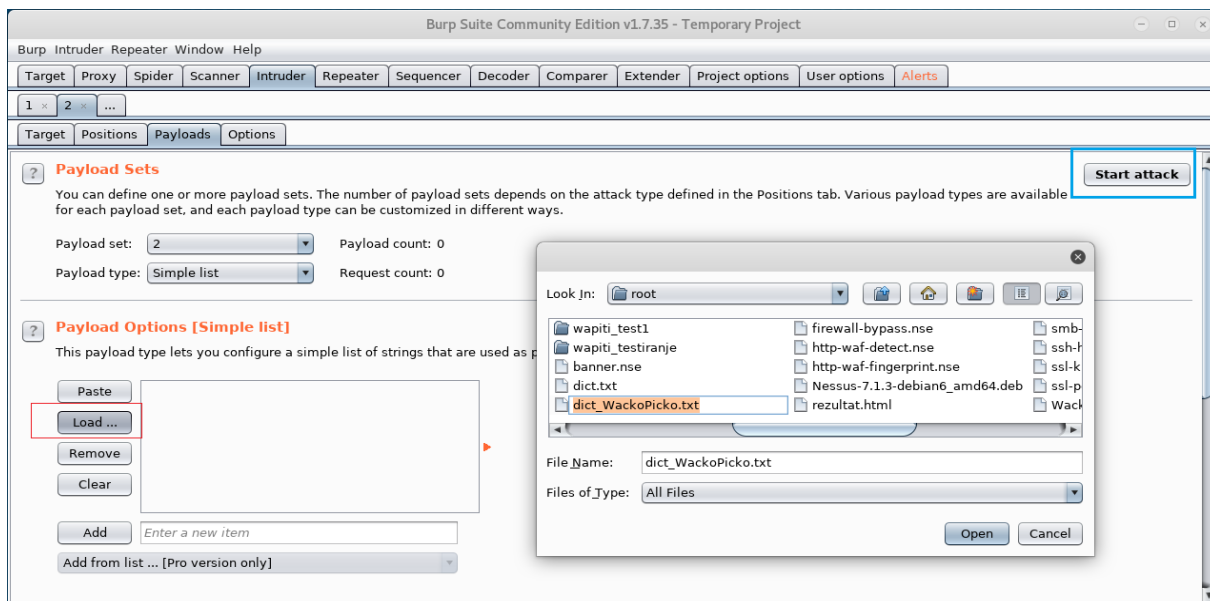 Burp Suite Community Edition v1.7.35 - Temporary Project
Burp Intruder Repeater Window Help
Target Proxy Spider Scanner Intruder Repeater Sequencer Decoder Comparer Extender Project options User options Alerts
1 × 2 × ...
Target Positions Payloads Options
? Payload Sets
Start attack
You can define one or more payload sets. The number of payload sets depends on the attack type defined in the Positions tab. Various payload types are available
for each payload set, and each payload type can be customized in different ways.
Payload set: 2 Payload count: 0
Payload type: Simple list Request count: 0
? Payload Options [Simple list]
This payload type lets you configure a simple list of strings that are used as p
Paste
Load ...
Remove
Clear
Add Enter a new item
Add from list ... [Pro version only]
Look In: root
wapiti_test1 firewall-bypass.nse smb-
wapiti_testiranje http-waf-detect.nse ssh-h
banner.nse http-waf-fingerprint.nse ssl-k
dict.txt Nessus-7.1.3-debian6_amd64.deb ssl-p
dict_WackoPicko.txt rezultat.html Wack
File Name: dict_WackoPicko.txt
Files of Type: All Files
Open Cancel